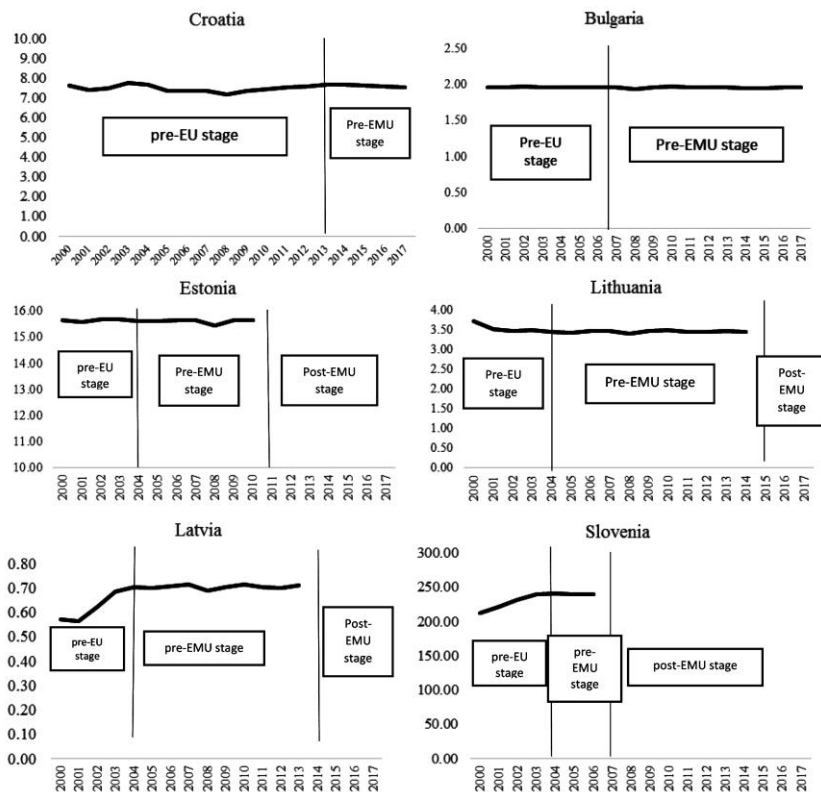 Croatia
10.00
9.00
8.00
7.00
6.00
5.00
4.00
3.00
2.00
1.00
0.00
pre-EU stage
Pre-EMU
stage
2000 2001 2002 2003 2004 2005 2006 2007 2008 2009 2010 2011 2012 2013 2014 2015 2016 2017
Bulgaria
2.50
2.00
1.50
1.00
0.50
0.00
Pre-EU
stage
Pre-EMU stage
2000 2001 2002 2003 2004 2005 2006 2007 2008 2009 2010 2011 2012 2013 2014 2015 2016 2017
Estonia
16.00
15.00
14.00
13.00
12.00
11.00
10.00
pre-EU
stage
Pre-EMU
stage
Post-EMU
stage
2000 2001 2002 2003 2004 2005 2006 2007 2008 2009 2010 2011 2012 2013 2014 2015 2016 2017
Lithuania
4.00
3.50
3.00
2.50
2.00
1.50
1.00
0.50
0.00
Pre-EU
stage
Pre-EMU stage
Post-
EMU
stage
2000 2001 2002 2003 2004 2005 2006 2007 2008 2009 2010 2011 2012 2013 2014 2015 2016 2017
Latvia
0.80
0.70
0.60
0.50
0.40
0.30
0.20
0.10
0.00
pre-EU
stage
pre-EMU stage
Post-
EMU
stage
2000 2001 2002 2003 2004 2005 2006 2007 2008 2009 2010 2011 2012 2013 2014 2015 2016 2017
Slovenia
300.00
250.00
200.00
150.00
100.00
50.00
0.00
pre-EU
stage
pre-
EMU
stage
post-EMU stage
2000 2001 2002 2003 2004 2005 2006 2007 2008 2009 2010 2011 2012 2013 2014 2015 2016 2017